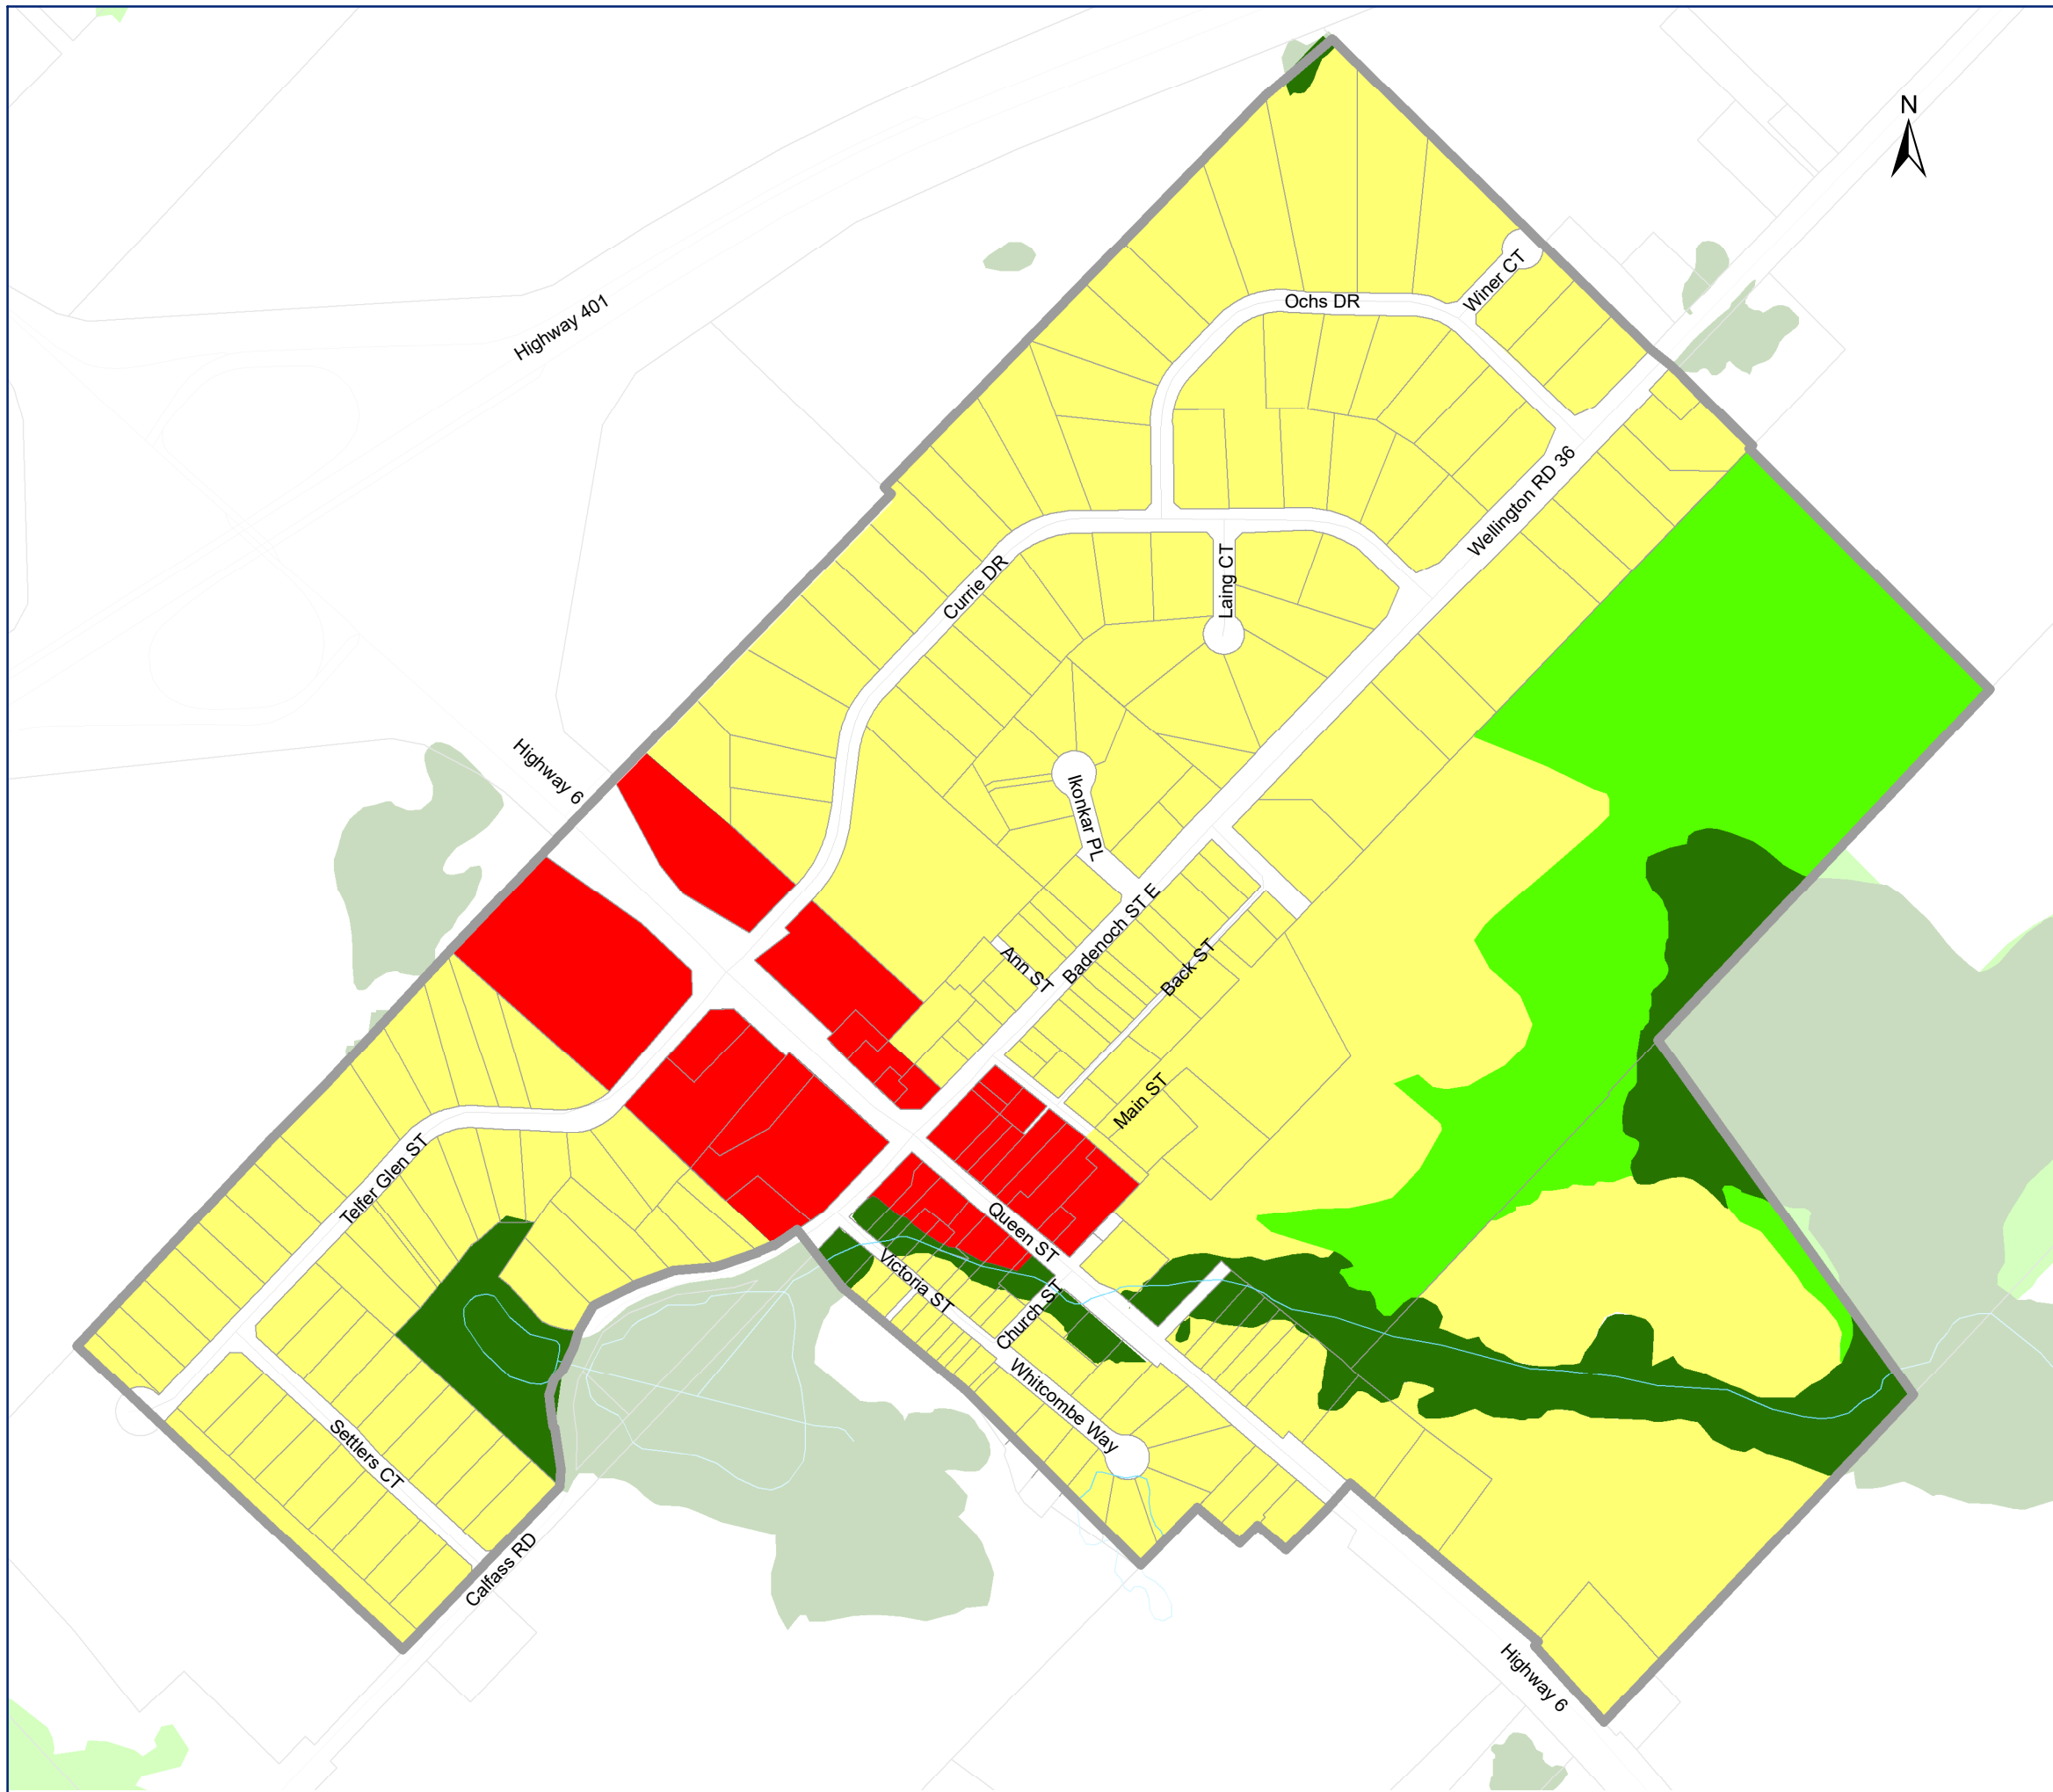 N
Winer CT
Ochs DR
Highway 401
Wellington RD 36
Currie DR
Laing CT
Highway 6
Ikonkar PL
Badenoch ST E
Ann ST
Back ST
Main ST
Telfer Glen ST
Queen ST
Victoria ST
Church ST
Whitcombe Way
Settlers CT
Calfass RD
Highway 6